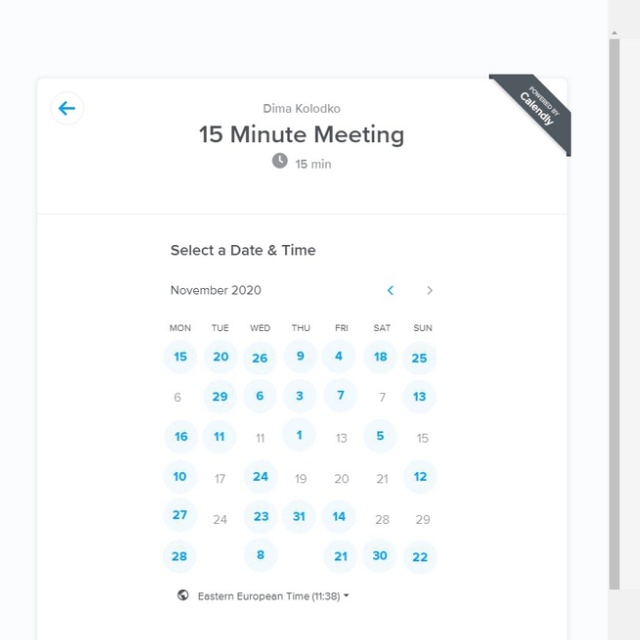 Dima Kolodko
15 Minute Meeting
15 min
POWERED BY
Calendly
Select a Date & Time
November 2020
MON TUE WED THU FRI SAT SUN
15 20 26 9 4 18 25
6 29 6 3 7 7 13
16 11 11 1 13 5 15
10 17 24 19 20 21 12
27 24 23 31 14 28 29
28 8 21 30 22
Eastern European Time (11:38)